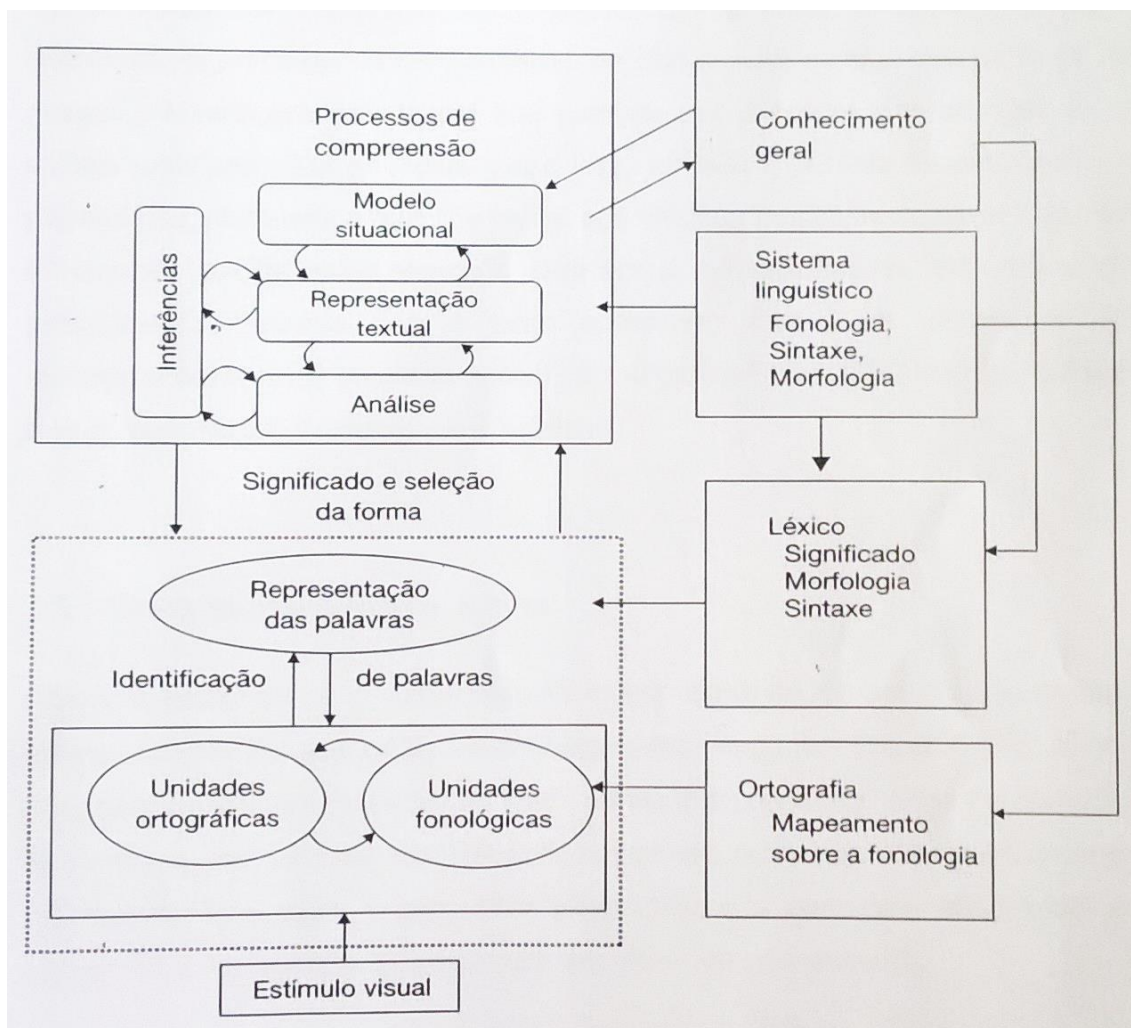 Processos de
compreensão
Modelo
situacional
Inferências
Representação
textual
Análise
Conhecimento
geral
Sistema
linguístico
Fonologia,
Sintaxe,
Morfologia
Significado e seleção
da forma
Léxico
Significado
Morfologia
Sintaxe
Representação
das palavras
Identificação de palavras
Unidades
ortográficas
Unidades
fonológicas
Ortografia
Mapeamento
sobre a fonologia
Estímulo visual